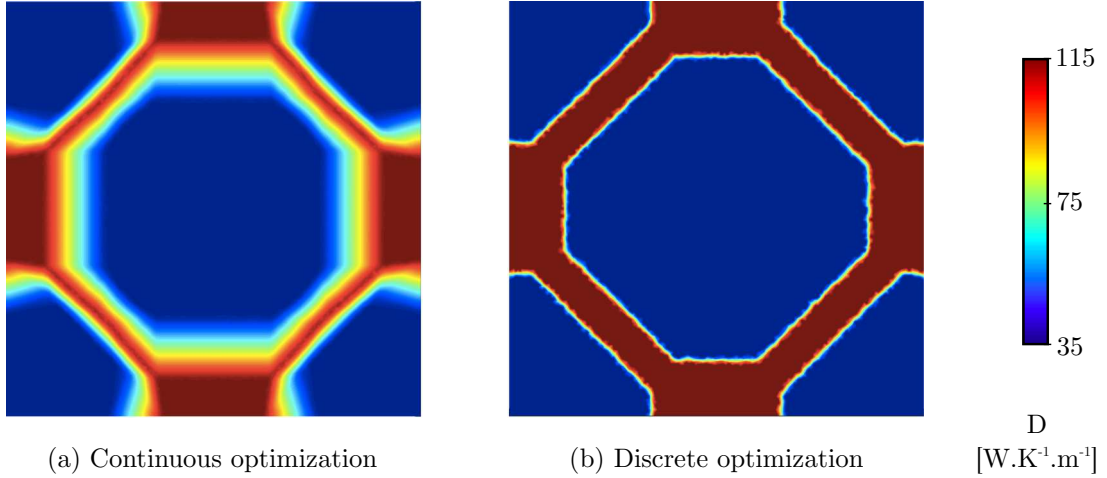 115
75
35
D
[W.K⁻¹.m⁻¹]
(a) Continuous optimization
(b) Discrete optimization